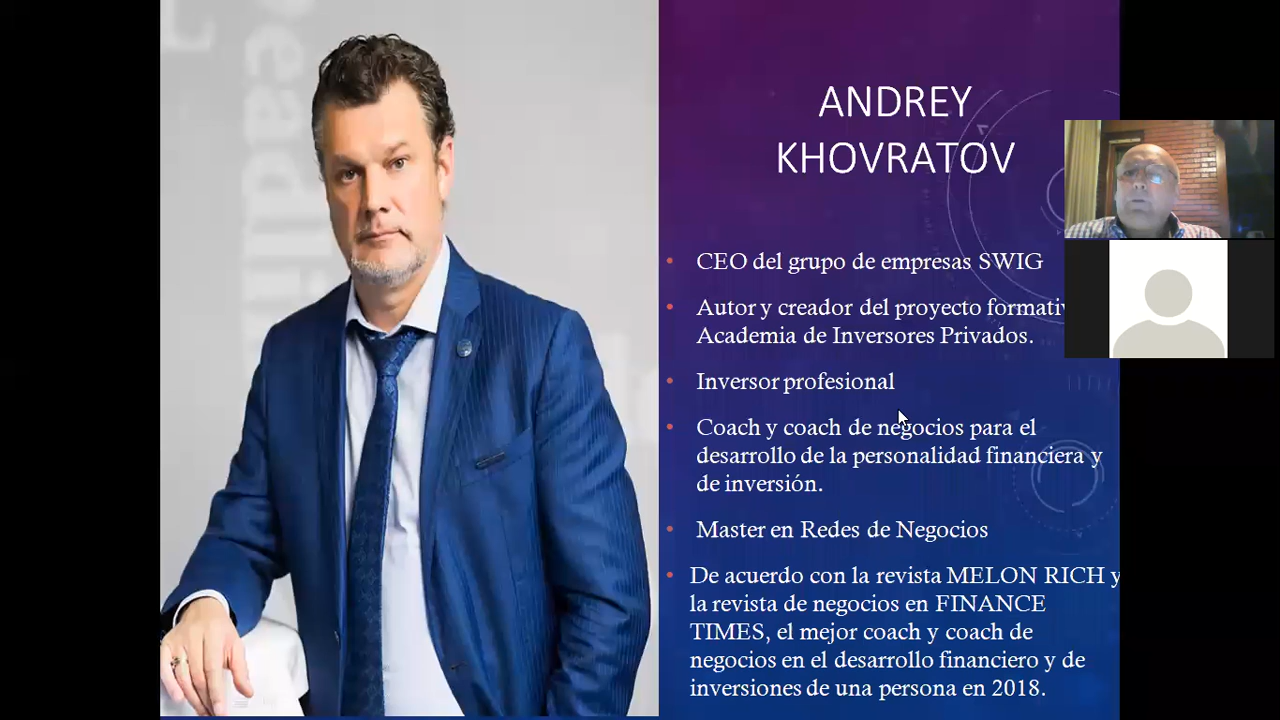 ANDREY
KHOVRATOV
CEO del grupo de empresas SWIG
Autor y creador del proyecto
Academia de Inversores Privados.
Inversor profesional
Coach y coach de negocios para el
desarrollo de la personalidad financiera y
de inversión.
Master en Redes de Negocios
De acuerdo con la revista MELON RICH y
la revista de negocios en FINANCE
TIMES, el mejor coach y coach de
negocios en el desarrollo financiero y de
inversiones de una persona en 2018.